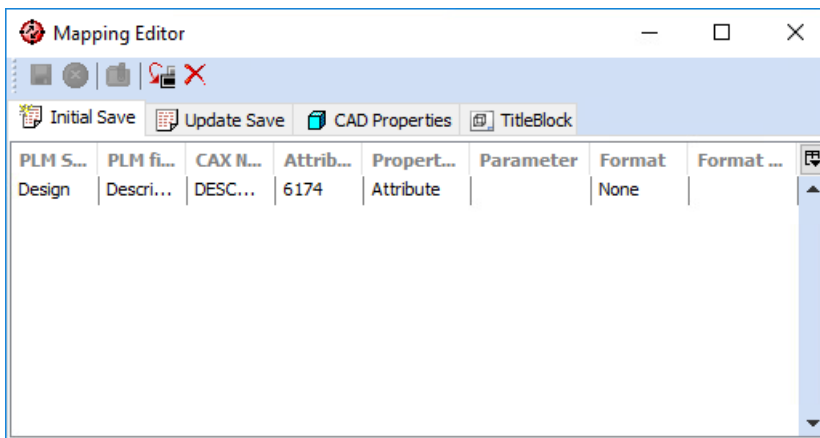 Mapping Editor
Initial Save Update Save CAD Properties TitleBlock
PLM S... PLM fi... CAX N... Attrib... Propert... Parameter Format Format ...
Design Descri... DESC... 6174 Attribute None